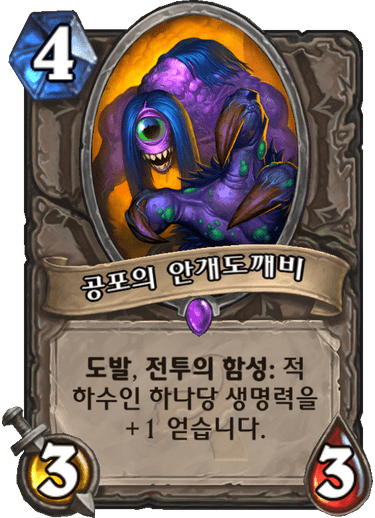 4
공포의 안개도깨비
도발, 전투의 함성: 적
하수인 하나당 생명력을
+1 얻습니다.
3
3